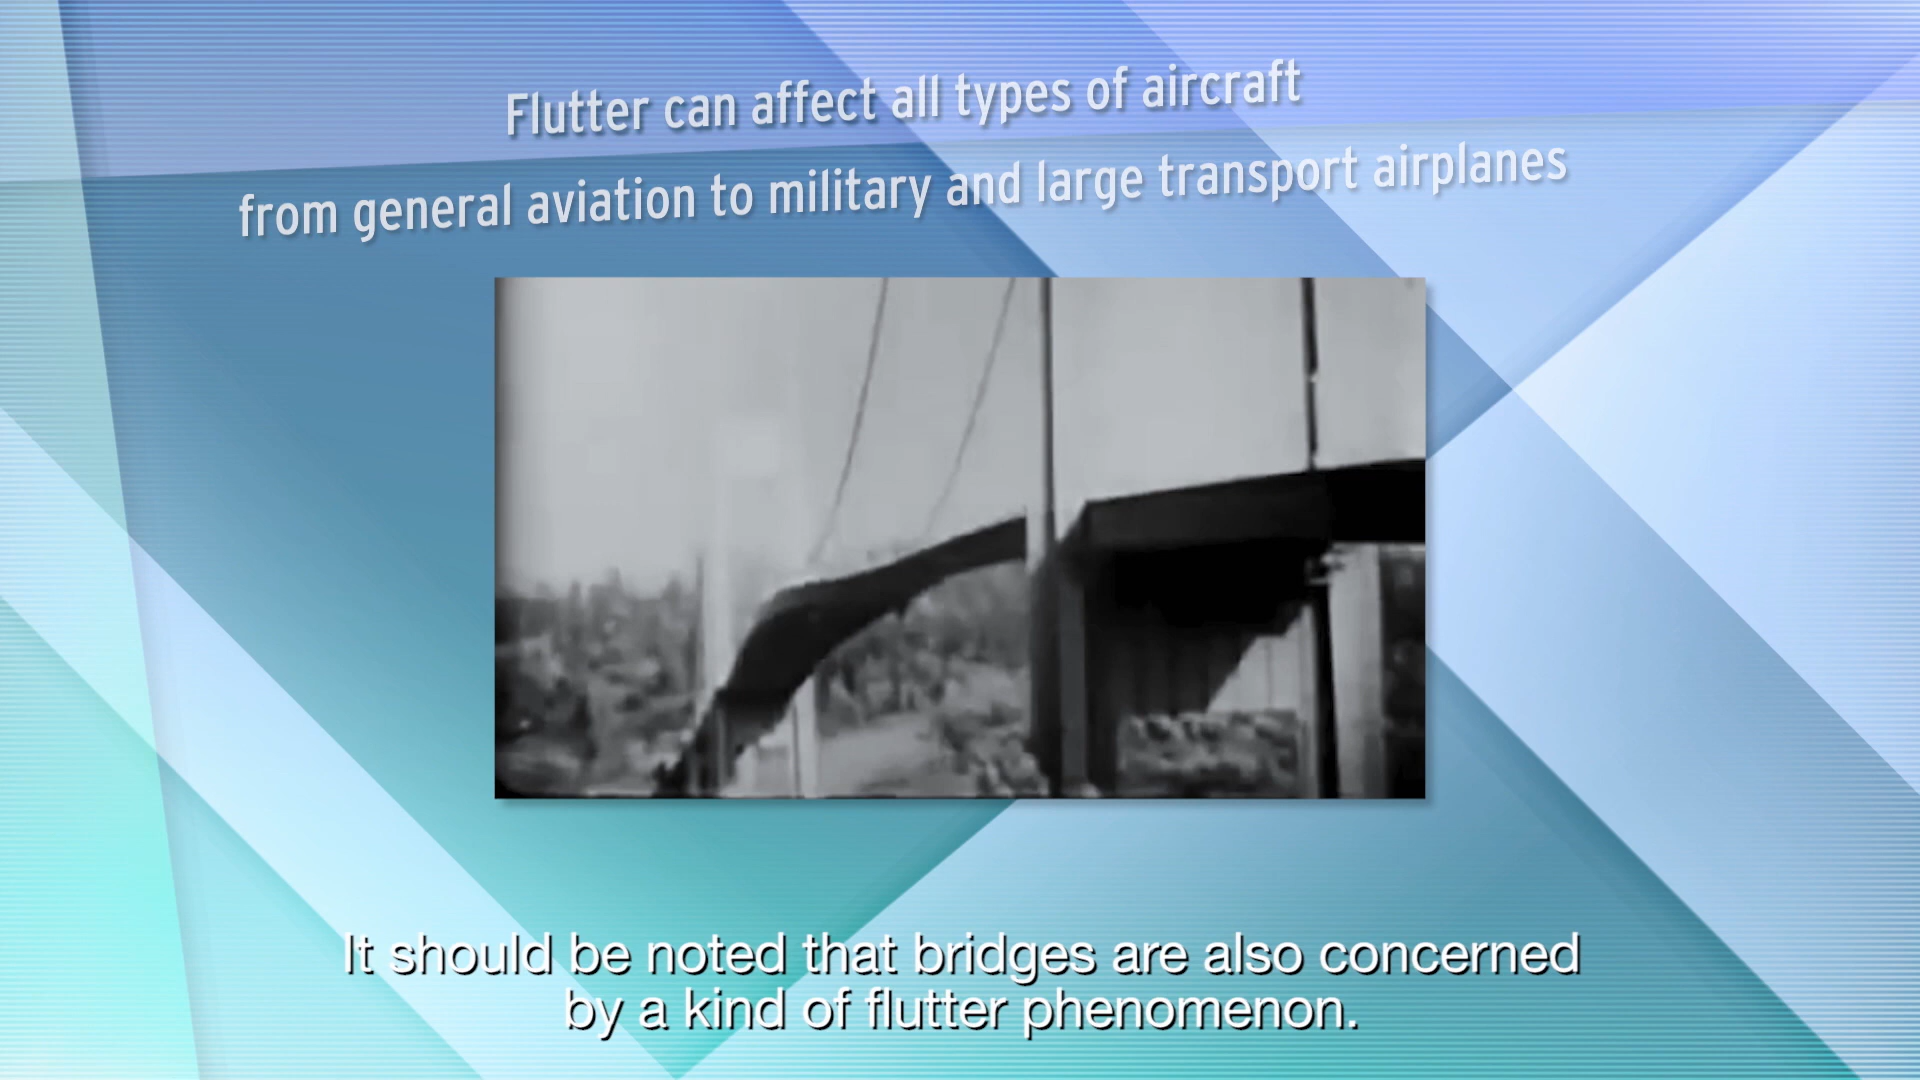 Flutter can affect all types of aircraft
from general aviation to military and large transport airplanes
It should be noted that bridges are also concerned
by a kind of flutter phenomenon.